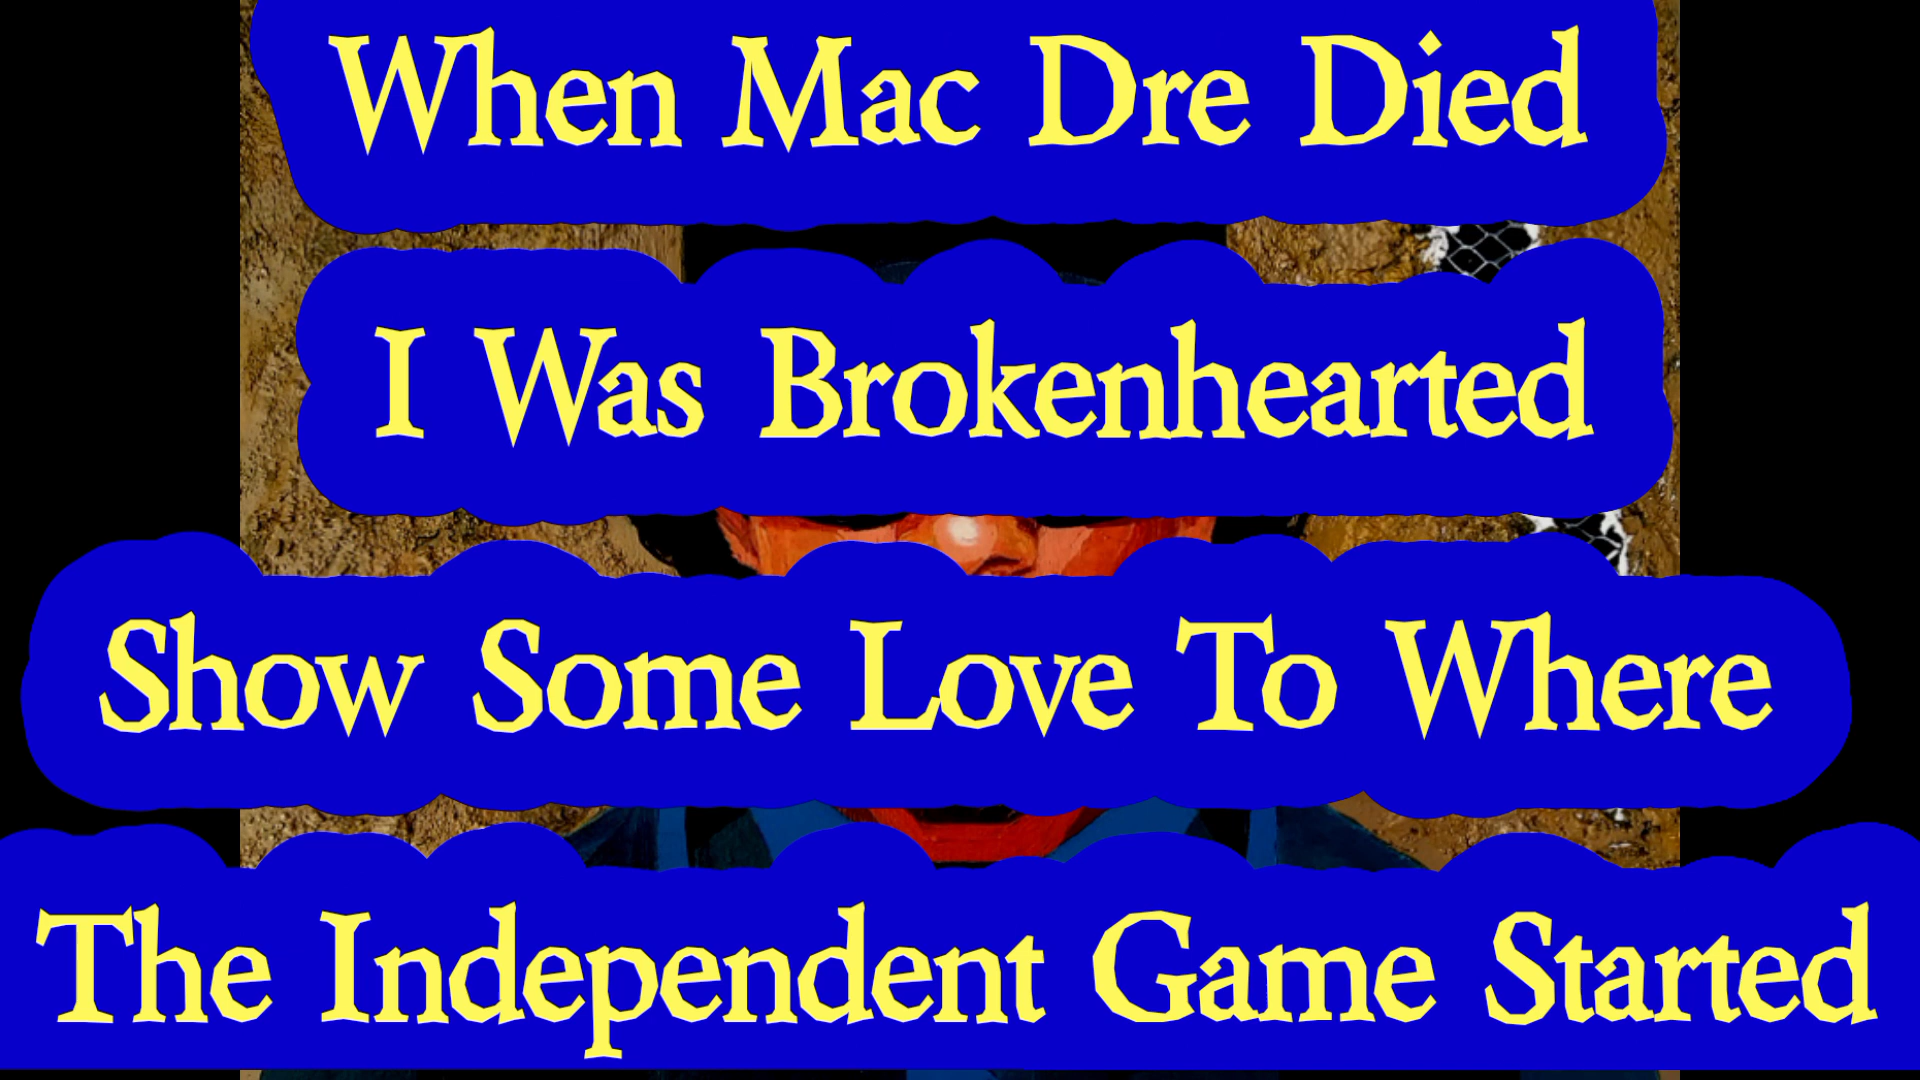 When Mac Dre Died
I Was Brokenhearted
Show Some Love To Where
The Independent Game Started